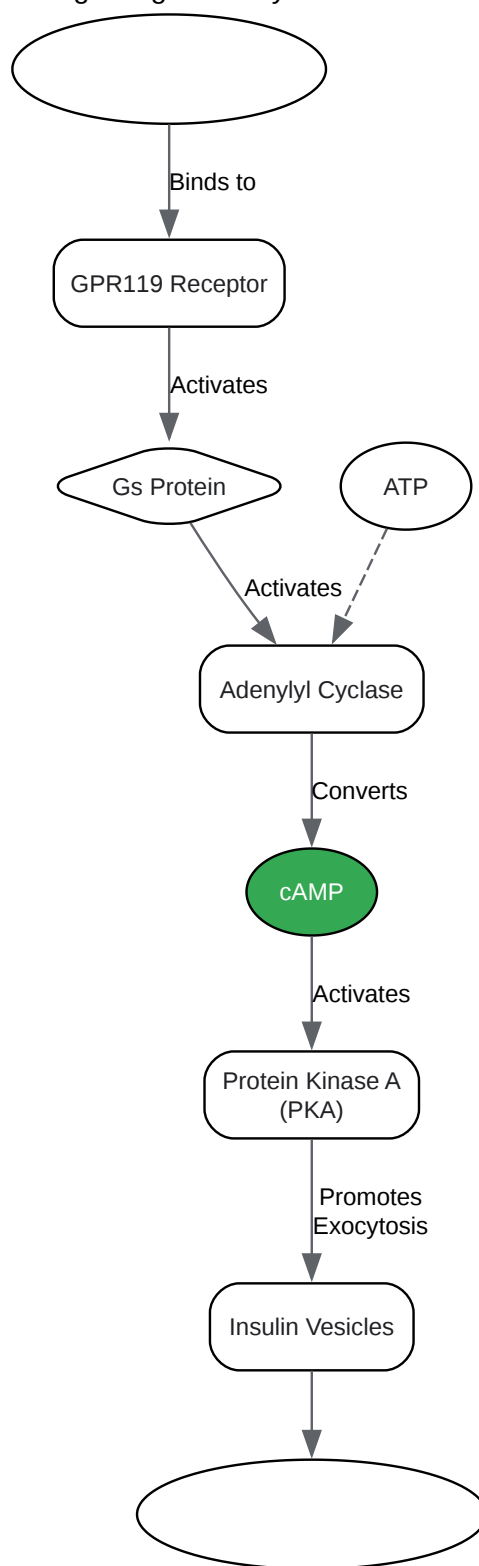 Binds to
GPR119 Receptor
Activates
Gs Protein
ATP
Activates
Adenylyl Cyclase
Converts
cAMP
Activates
Protein Kinase A
(PKA)
Promotes
Exocytosis
Insulin Vesicles